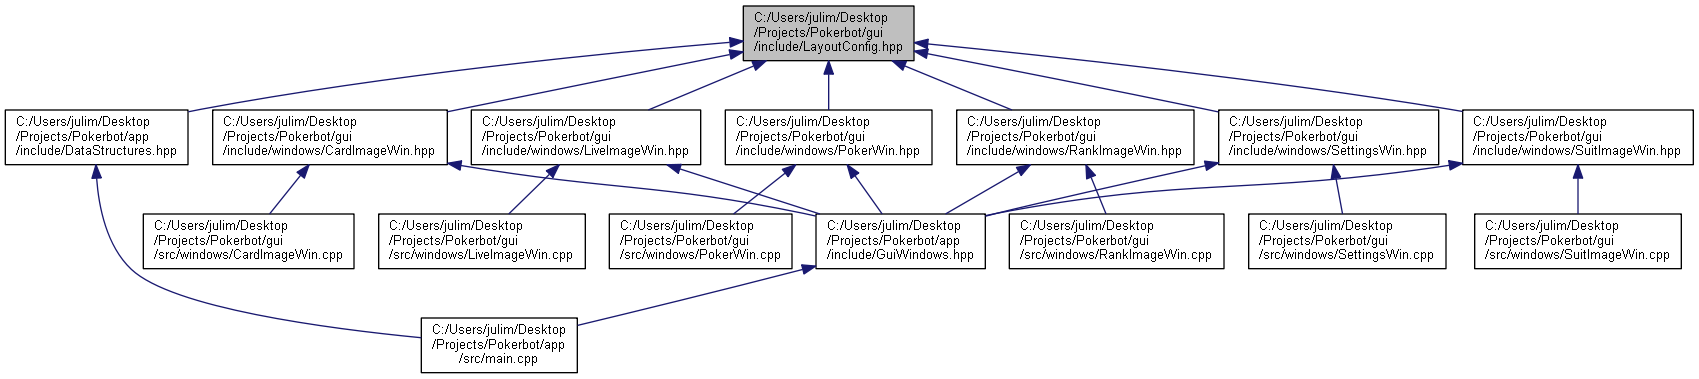 C:/Users/julim/Desktop
/Projects/Pokerbot/gui
/include/LayoutConfig.hpp
C:/Users/julim/Desktop
/Projects/Pokerbot/app
/include/DataStructures.hpp
C:/Users/julim/Desktop
/Projects/Pokerbot/gui
/include/windows/CardImageWin.hpp
C:/Users/julim/Desktop
/Projects/Pokerbot/gui
/include/windows/LiveImageWin.hpp
C:/Users/julim/Desktop
/Projects/Pokerbot/gui
/include/windows/PokerWin.hpp
C:/Users/julim/Desktop
/Projects/Pokerbot/gui
/include/windows/RankImageWin.hpp
C:/Users/julim/Desktop
/Projects/Pokerbot/gui
/include/windows/SettingsWin.hpp
C:/Users/julim/Desktop
/Projects/Pokerbot/gui
/include/windows/SuitImageWin.hpp
C:/Users/julim/Desktop
/Projects/Pokerbot/gui
/src/windows/CardImageWin.cpp
C:/Users/julim/Desktop
/Projects/Pokerbot/gui
/src/windows/LiveImageWin.cpp
C:/Users/julim/Desktop
/Projects/Pokerbot/gui
/src/windows/PokerWin.cpp
C:/Users/julim/Desktop
/Projects/Pokerbot/app
/include/GuiWindows.hpp
C:/Users/julim/Desktop
/Projects/Pokerbot/gui
/src/windows/RankImageWin.cpp
C:/Users/julim/Desktop
/Projects/Pokerbot/gui
/src/windows/SettingsWin.cpp
C:/Users/julim/Desktop
/Projects/Pokerbot/gui
/src/windows/SuitImageWin.cpp
C:/Users/julim/Desktop
/Projects/Pokerbot/app
/src/main.cpp